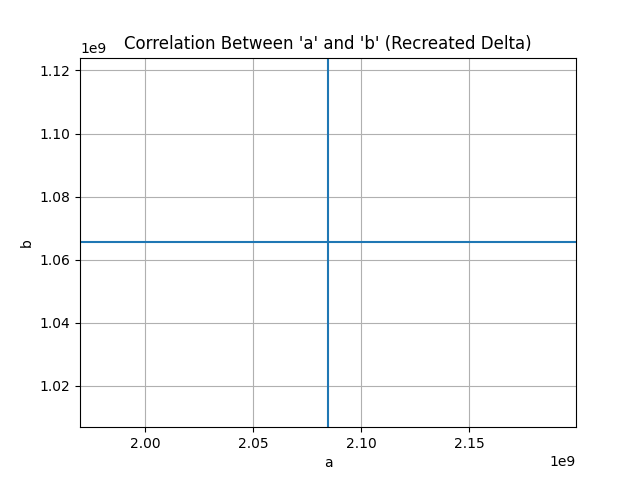 Correlation Between 'a' and 'b' (Recreated Delta)
1e9
1.12
1.10
1.08
1.06
1.04
1.02
b
2.00 2.05 2.10 2.15
a
1e9